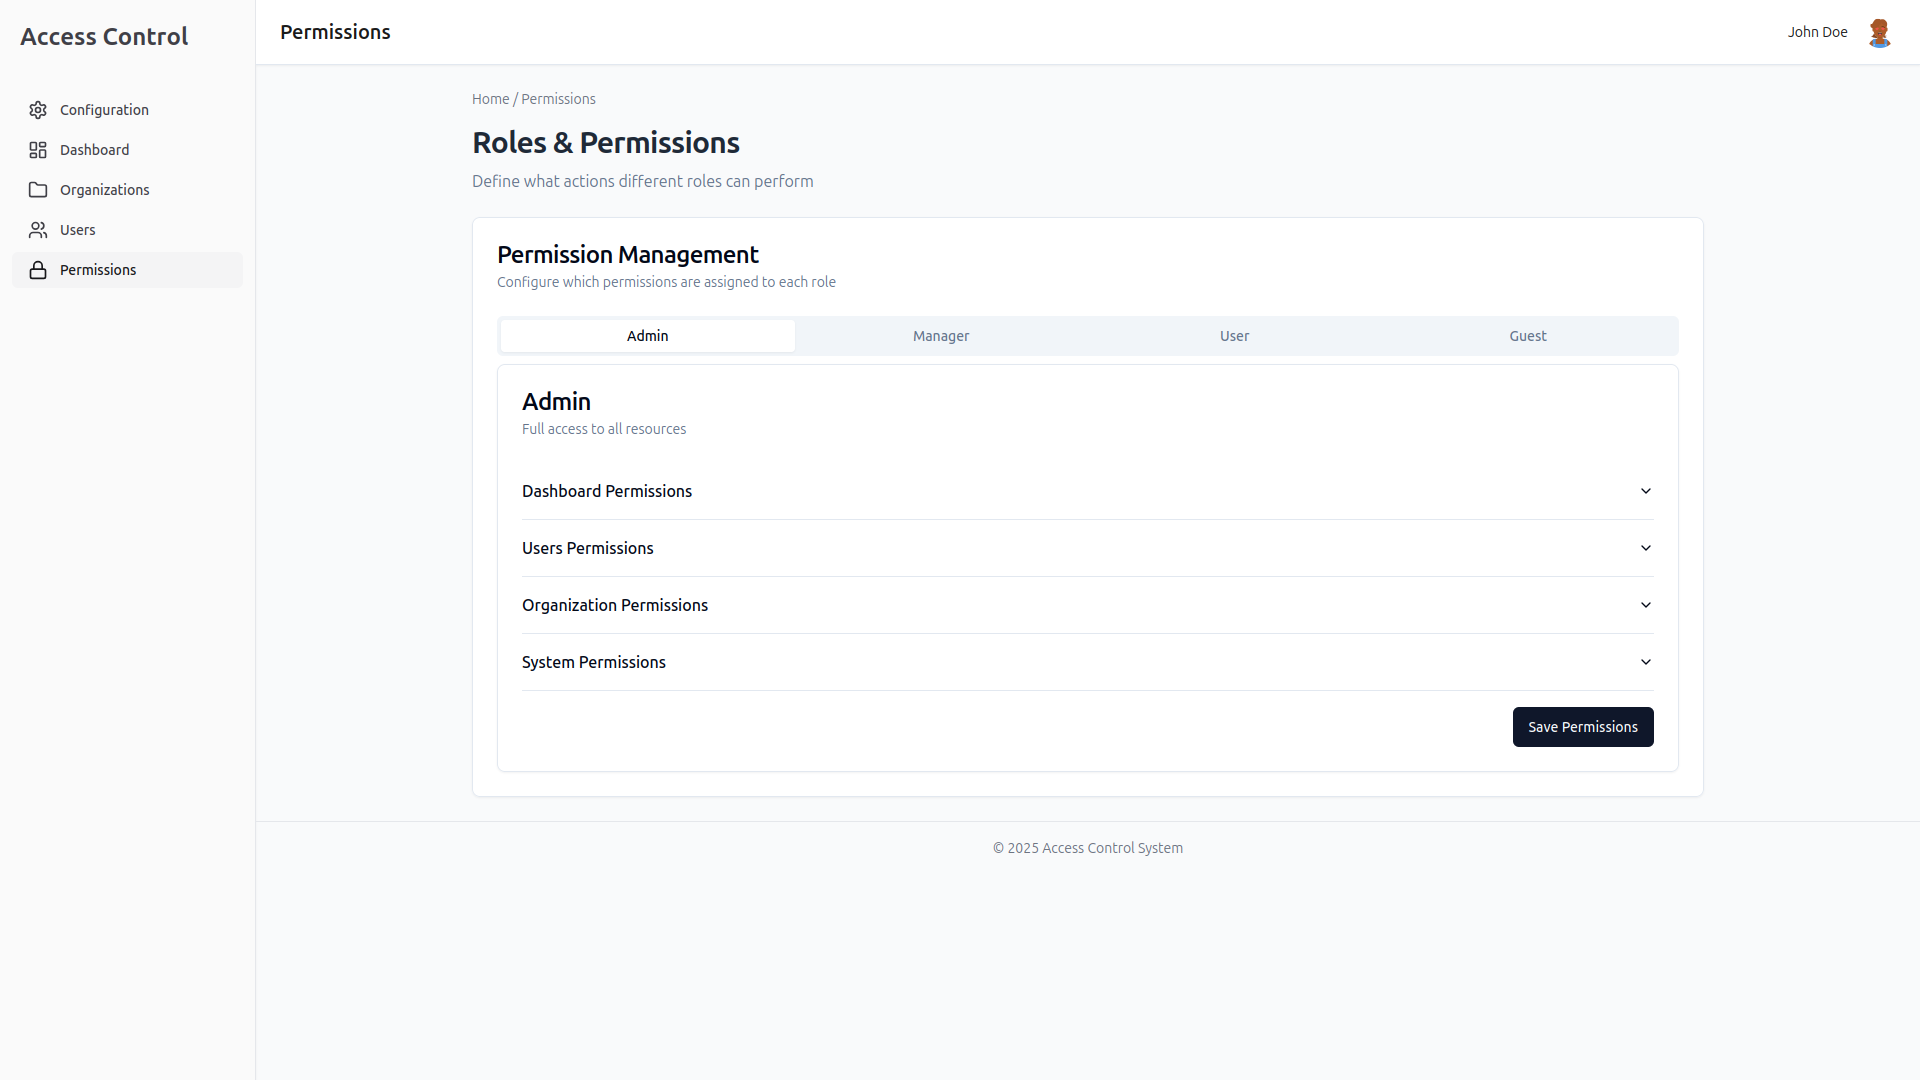 Access Control
Permissions
John Doe
Configuration
Dashboard
Organizations
Users
Permissions
Home / Permissions
Roles & Permissions
Define what actions different roles can perform
Permission Management
Configure which permissions are assigned to each role
Admin
Manager
User
Guest
Admin
Full access to all resources
Dashboard Permissions
Users Permissions
Organization Permissions
System Permissions
Save Permissions
© 2025 Access Control System